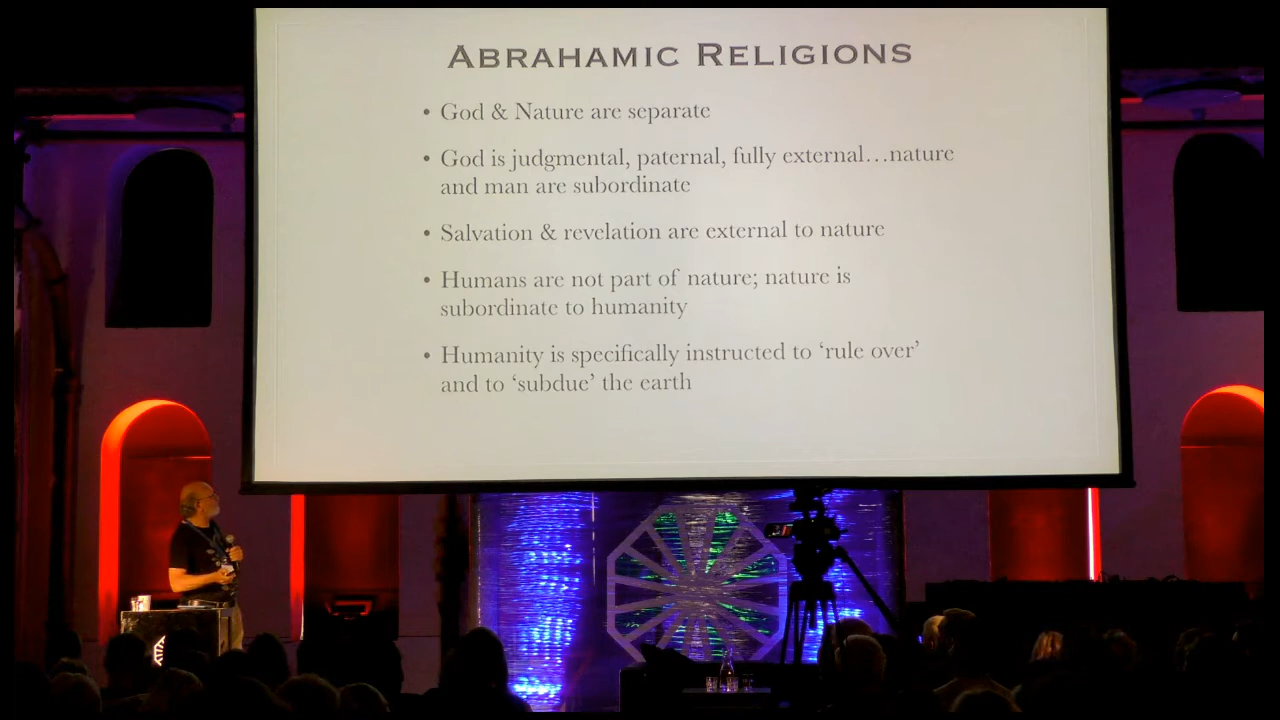 ABRAHAMIC RELIGIONS
• God & Nature are separate
• God is judgmental, paternal, fully external…nature
and man are subordinate
• Salvation & revelation are external to nature
• Humans are not part of nature; nature is
subordinate to humanity
• Humanity is specifically instructed to ‘rule over’
and to ‘subdue’ the earth